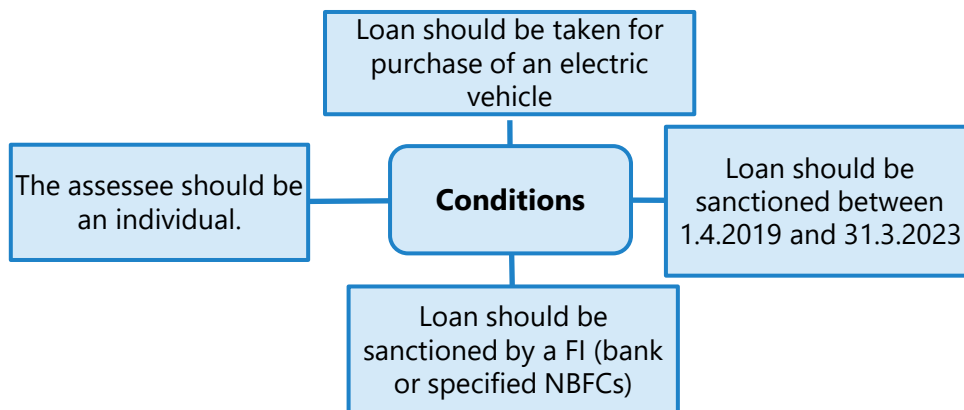 Loan should be taken for
purchase of an electric
vehicle
The assessee should be
an individual.
Conditions
Loan should be
sanctioned between
1.4.2019 and 31.3.2023
Loan should be
sanctioned by a FI (bank
or specified NBFCs)